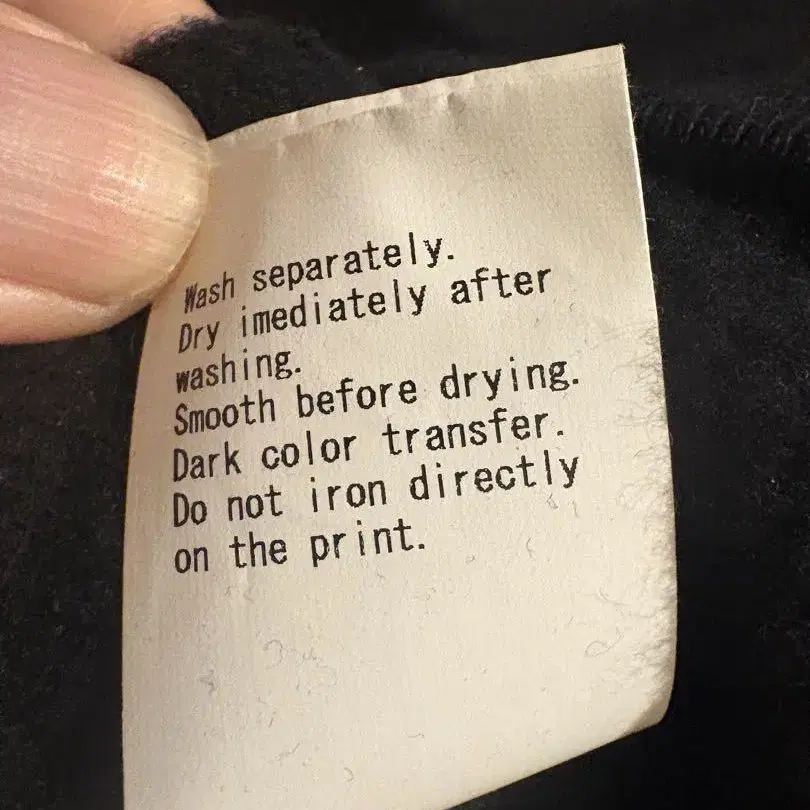 Wash separately.
Dry imediately after
washing.
Smooth before drying.
Dark color transfer.
Do not iron directly
on the print.